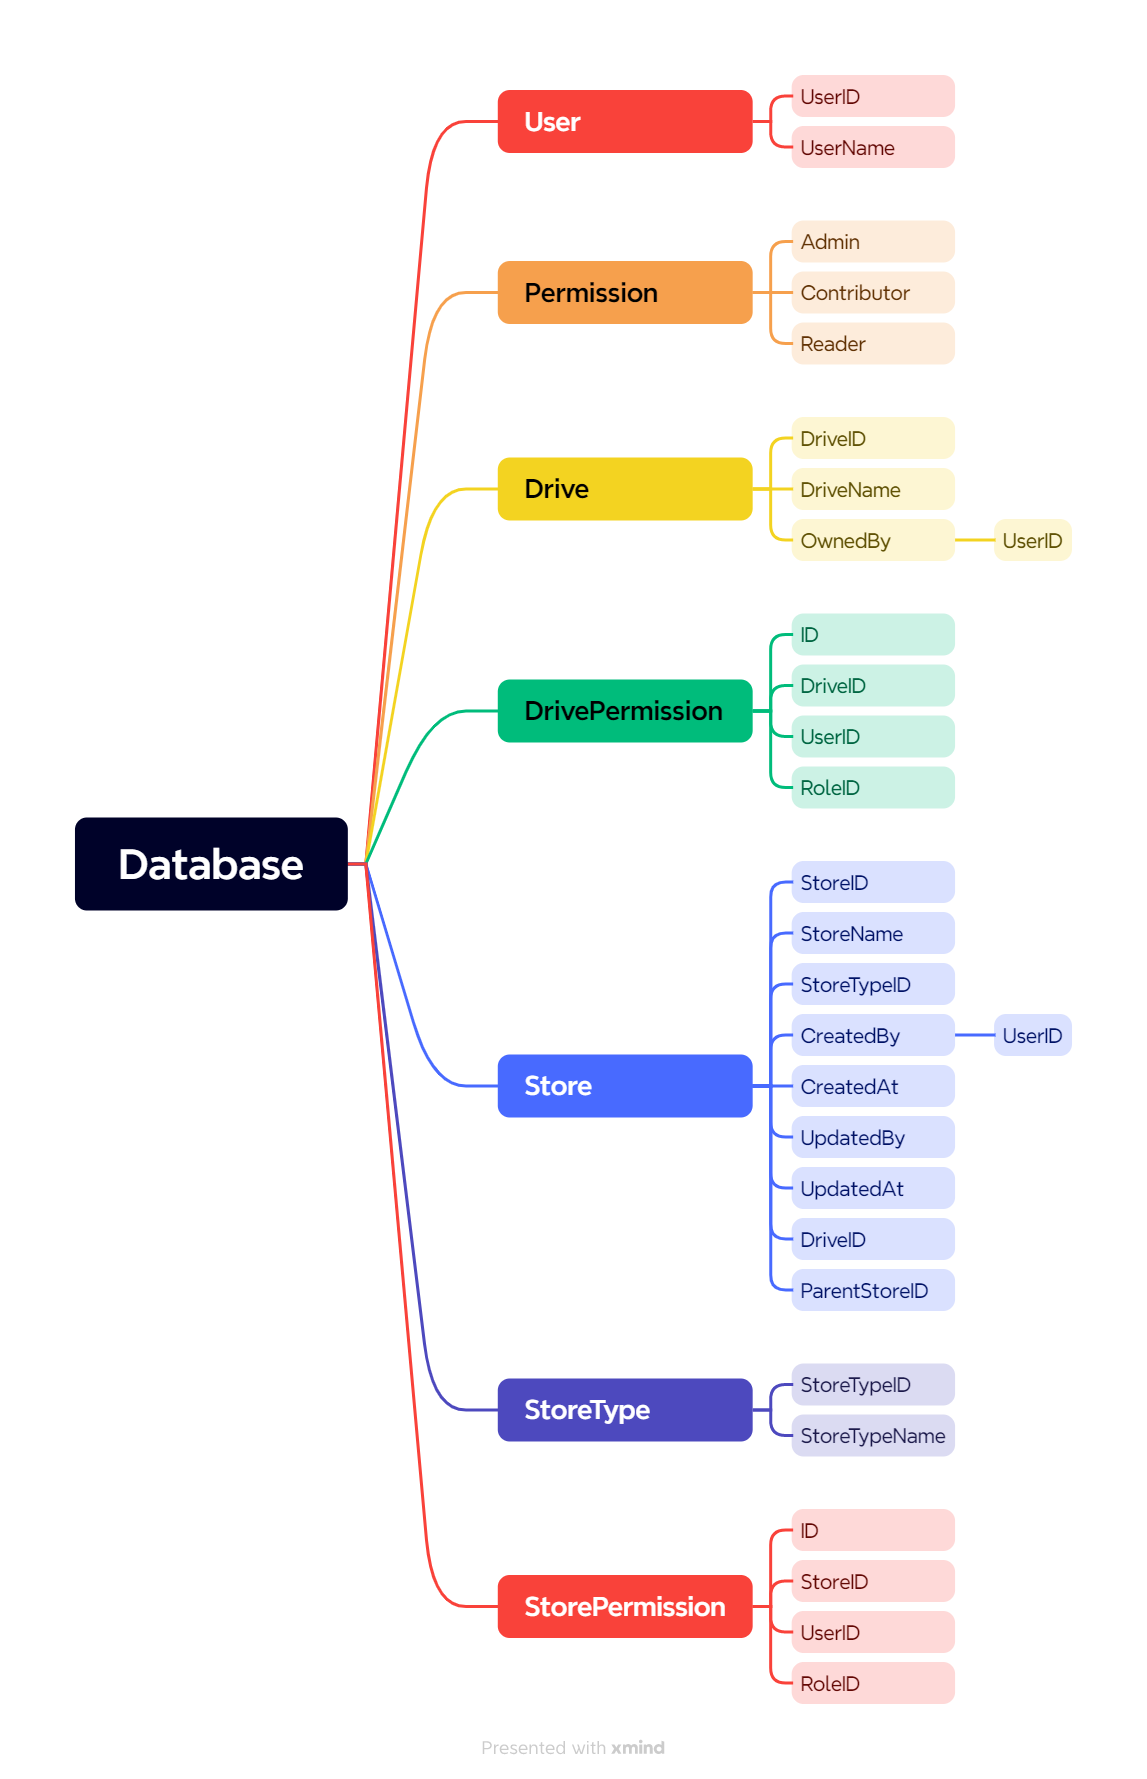 User
UserID
UserName
Permission
Admin
Contributor
Reader
Drive
DriveID
DriveName
OwnedBy
UserID
DrivePermission
ID
DriveID
UserID
RoleID
Database
Store
StoreID
StoreName
StoreTypeID
CreatedBy
UserID
CreatedAt
UpdatedBy
UpdatedAt
DriveID
ParentStoreID
StoreType
StoreTypeID
StoreTypeName
StorePermission
ID
StoreID
UserID
RoleID
Presented with xmind